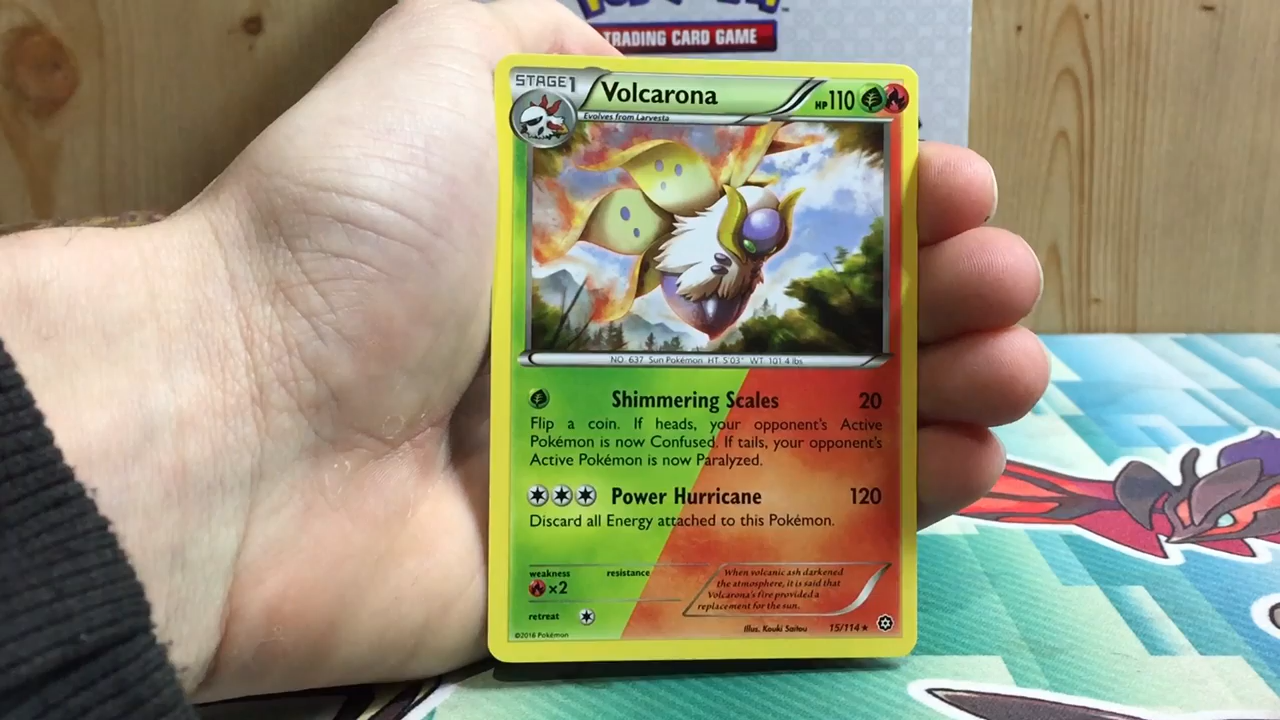 TRADING CARD GAME
STAGE 1
Volcarona
HP 110
Evolves from Larvesta
NO. 637 Sun Pokémon HT. 5'03" WT. 101.4 lbs
Shimmering Scales 20
Flip a coin. If heads, your opponent's Active
Pokémon is now Confused. If tails, your opponent's
Active Pokémon is now Paralyzed.
Power Hurricane 120
Discard all Energy attached to this Pokémon.
weakness resistance
×2
When volcanic ash darkened
the atmosphere, it is said that
Volcarona's fire provided a
replacement for the sun.
retreat
©2016 Pokémon
Illus. Kouki Saitou
15/114 ★